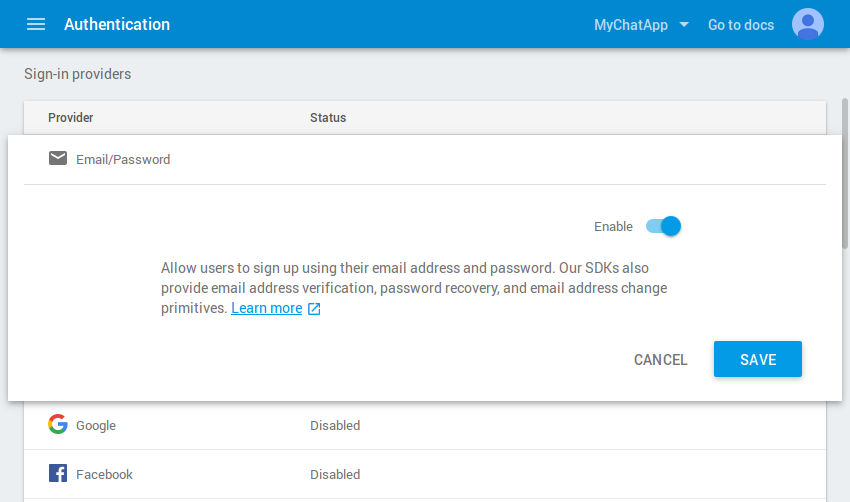 Authentication
MyChatApp
Go to docs
Sign-in providers
Provider Status
Email/Password
Enable
Allow users to sign up using their email address and password. Our SDKs also
provide email address verification, password recovery, and email address change
primitives. Learn more
CANCEL SAVE
Google Disabled
Facebook Disabled